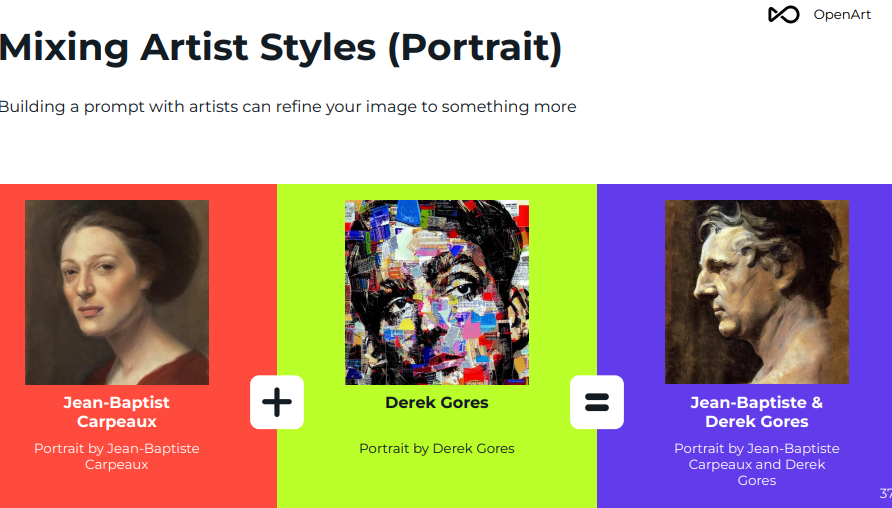 OpenArt
Mixing Artist Styles (Portrait)
Building a prompt with artists can refine your image to something more
Jean-Baptist
Carpeaux
Portrait by Jean-Baptiste
Carpeaux
Derek Gores
Portrait by Derek Gores
Jean-Baptiste &
Derek Gores
Portrait by Jean-Baptiste
Carpeaux and Derek
Gores
37